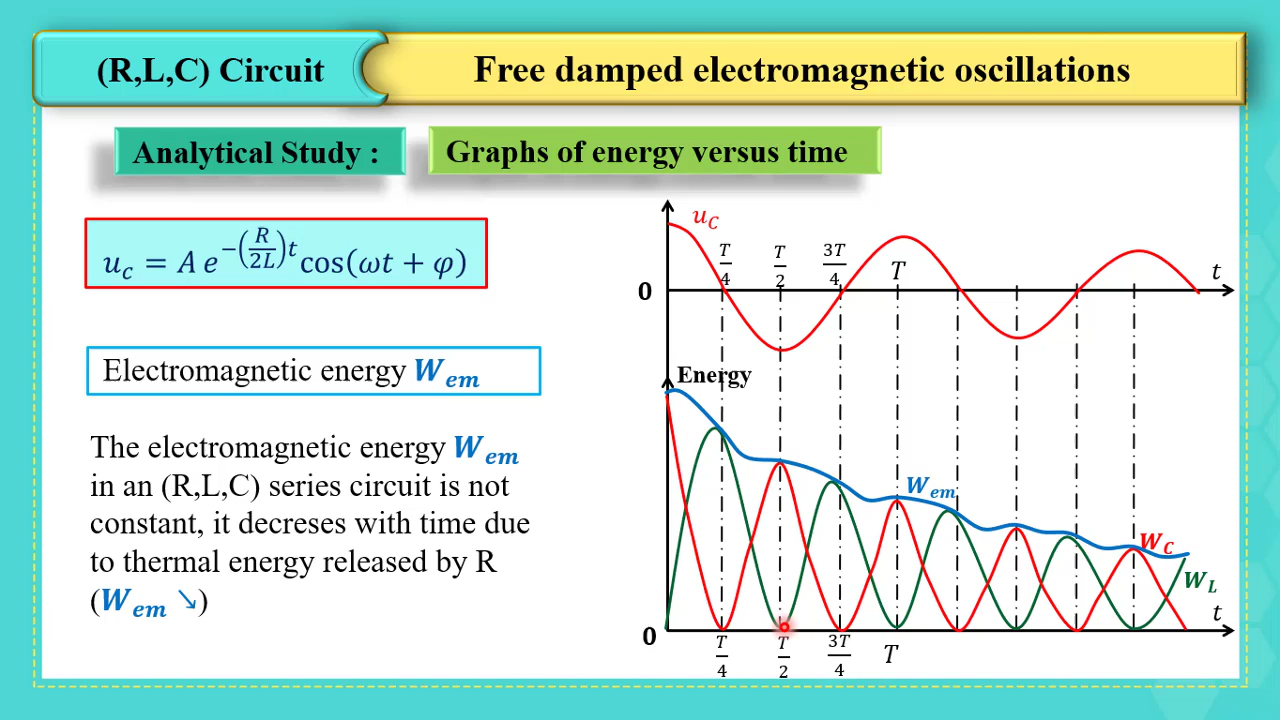 (R,L,C) Circuit
Free damped electromagnetic oscillations
Analytical Study :
Graphs of energy versus time
u_c = A e^{-(R/2L)t} cos(ωt + φ)
Electromagnetic energy W_em
The electromagnetic energy W_em
in an (R,L,C) series circuit is not
constant, it decreses with time due
to thermal energy released by R
(W_em ↘)
u_C
T/4 T/2 3T/4 T t
0
Energy
W_em
W_C
W_L
t
0
T/4 T/2 3T/4 T